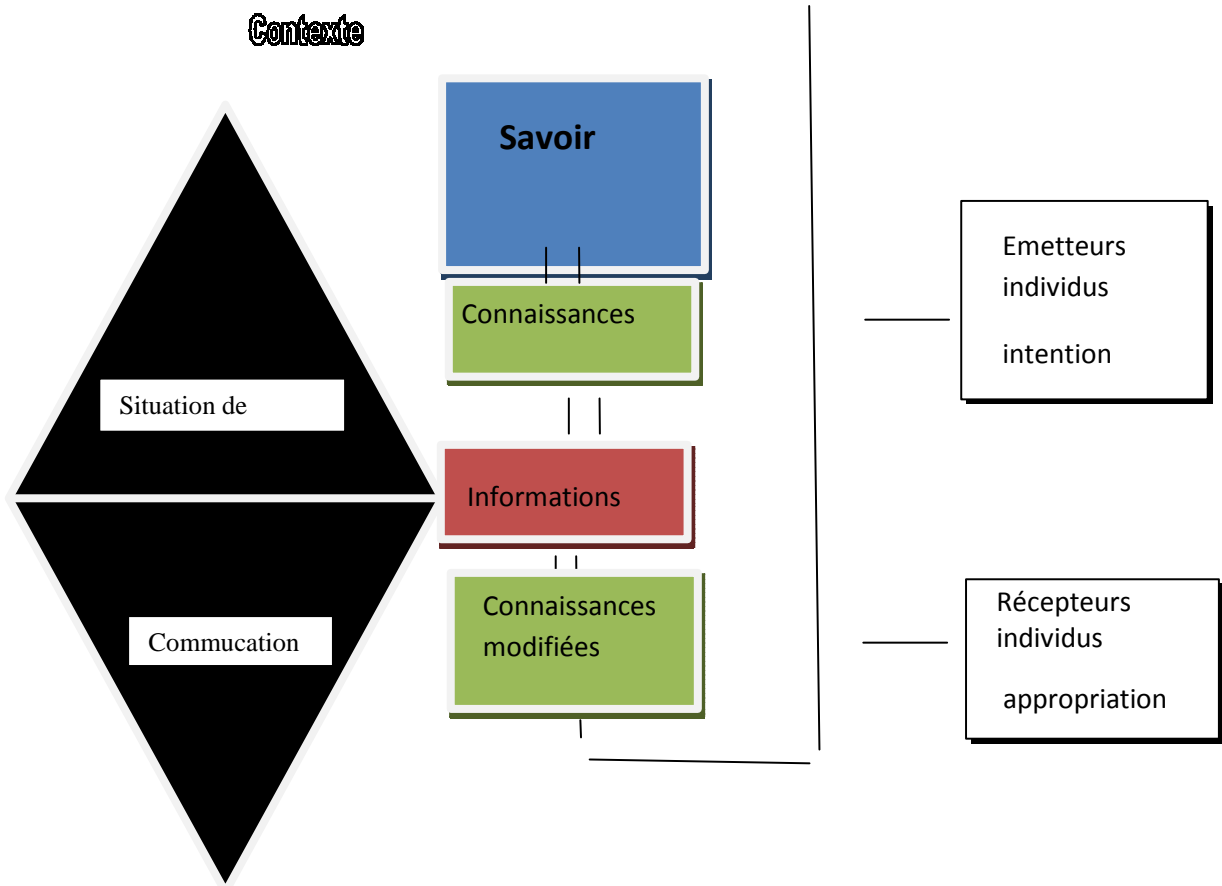 Contexte
Savoir
Connaissances
Situation de
Informations
Commucation
Connaissances
modifiées
Emetteurs
individus
intention
Récepteurs
individus
appropriation